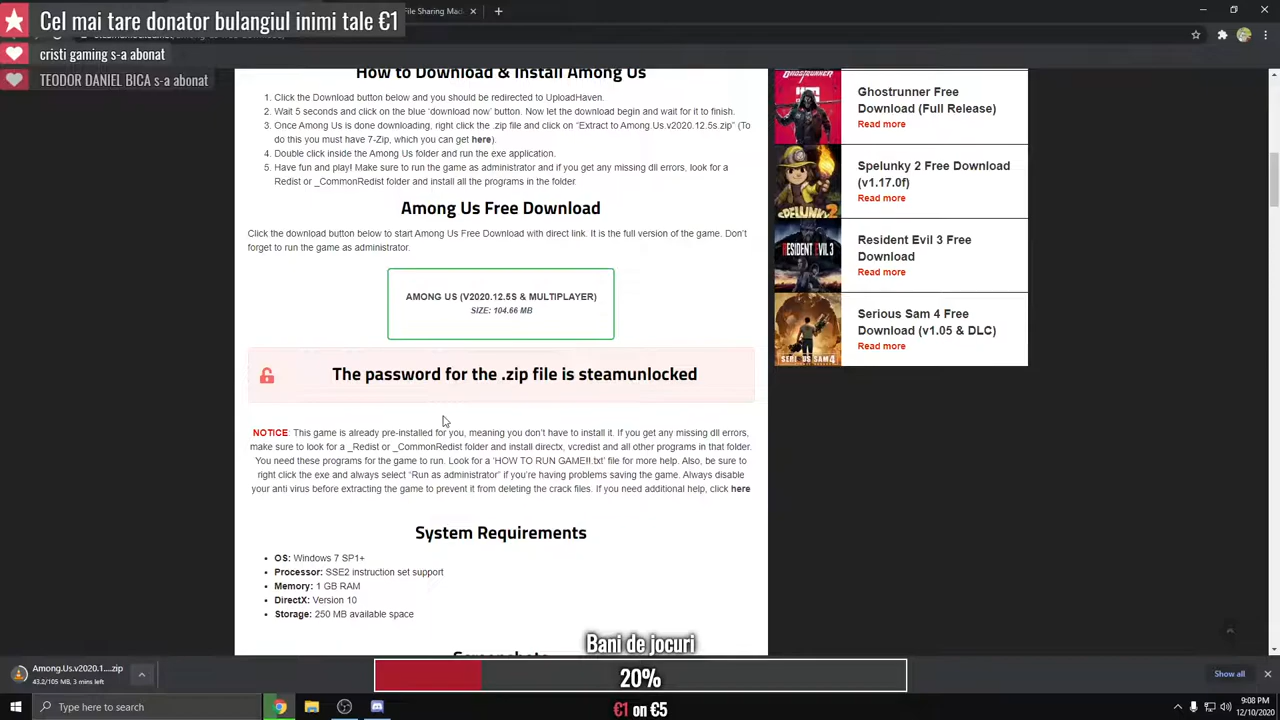 Cel mai tare donator bulangiul inimi tale €1
File Sharing Mad
cristi gaming s-a abonat
TEODOR DANIEL BICA s-a abonat
How to Download & Install Among Us
1. Click the Download button below and you should be redirected to UploadHaven.
2. Wait 5 seconds and click on the blue ‘download now’ button. Now let the download begin and wait for it to finish.
3. Once Among Us is done downloading, right click the .zip file and click on “Extract to Among.Us.v2020.12.5s.zip” (To
do this you must have 7-Zip, which you can get here).
4. Double click inside the Among Us folder and run the exe application.
5. Have fun and play! Make sure to run the game as administrator and if you get any missing dll errors, look for a
Redist or _CommonRedist folder and install all the programs in the folder.
Among Us Free Download
Click the download button below to start Among Us Free Download with direct link. It is the full version of the game. Don’t
forget to run the game as administrator.
AMONG US (V2020.12.5S & MULTIPLAYER)
SIZE: 104.66 MB
The password for the .zip file is steamunlocked
NOTICE: This game is already pre-installed for you, meaning you don’t have to install it. If you get any missing dll errors,
make sure to look for a _Redist or _CommonRedist folder and install directx, vcredist and all other programs in that folder.
You need these programs for the game to run. Look for a ‘HOW TO RUN GAME!!.txt’ file for more help. Also, be sure to
right click the exe and always select “Run as administrator” if you’re having problems saving the game. Always disable
your anti virus before extracting the game to prevent it from deleting the crack files. If you need additional help, click here
System Requirements
• OS: Windows 7 SP1+
• Processor: SSE2 instruction set support
• Memory: 1 GB RAM
• DirectX: Version 10
• Storage: 250 MB available space
Screenshots
GHOSTRUNNER
Ghostrunner Free
Download (Full Release)
Read more
SPELUNKY 2
Spelunky 2 Free Download
(v1.17.0f)
Read more
RESIDENT EVIL 3
Resident Evil 3 Free
Download
Read more
SERIOUS SAM 4
Serious Sam 4 Free
Download (v1.05 & DLC)
Read more
Bani de jocuri
20%
€1 on €5
Among.Us.v2020.1....zip
43.2/105 MB, 3 mins left
Show all
Type here to search
9:08 PM
12/10/2020